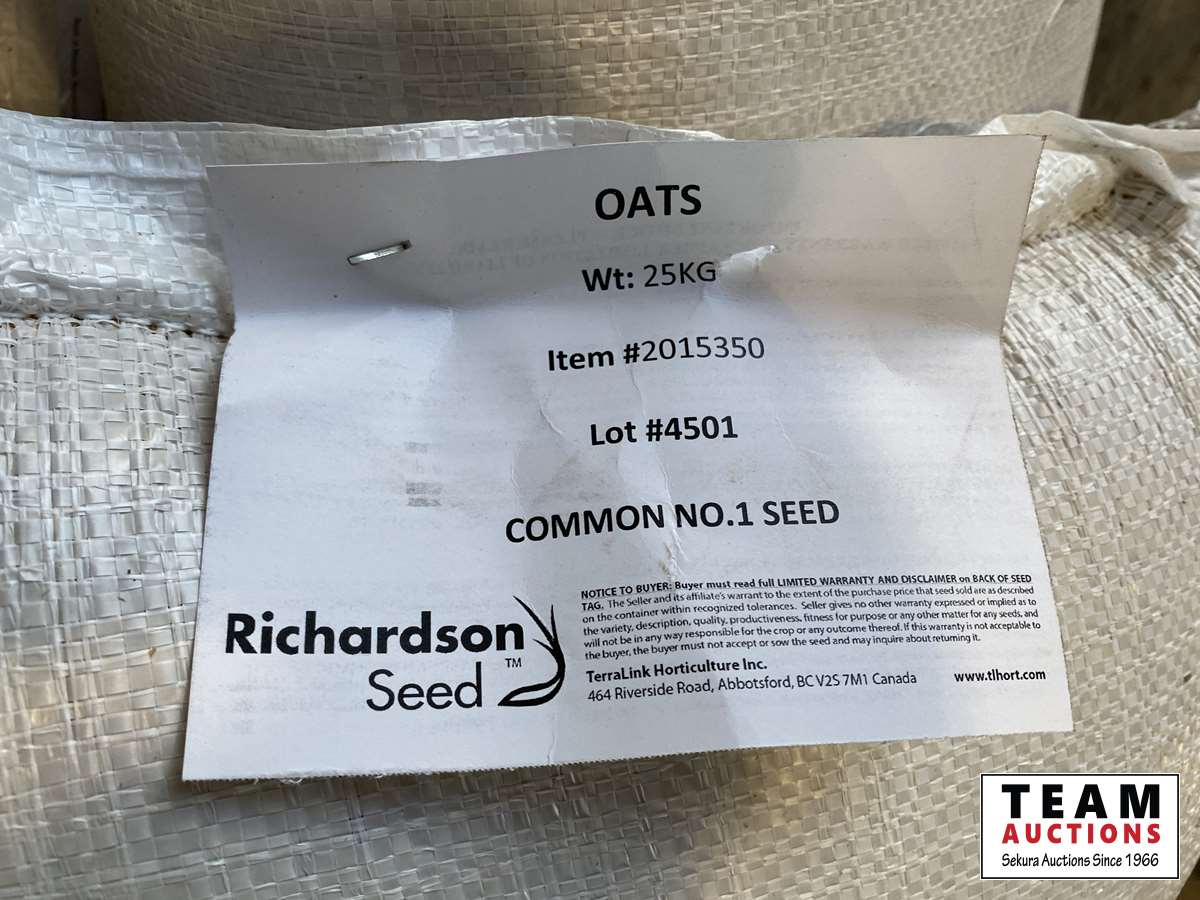 OATS
Wt: 25KG
Item #2015350
Lot #4501
COMMON NO.1 SEED
Richardson
Seed™
NOTICE TO BUYER: Buyer must read full LIMITED WARRANTY AND DISCLAIMER on BACK OF SEED
TAG. The Seller and its affiliate's warrant to the extent of the purchase price that seed sold are as described
on the container within recognized tolerances. Seller gives no other warranty expressed or implied as to
the variety, description, quality, productiveness, fitness for purpose or any other matter for any seeds, and
will not be in any way responsible for the crop or any outcome thereof. If this warranty is not acceptable to
the buyer, the buyer must not accept or sow the seed and may inquire about returning it.
TerraLink Horticulture Inc.
464 Riverside Road, Abbotsford, BC V2S 7M1 Canada
www.tlhort.com
TEAM
AUCTIONS
Sekura Auctions Since 1966